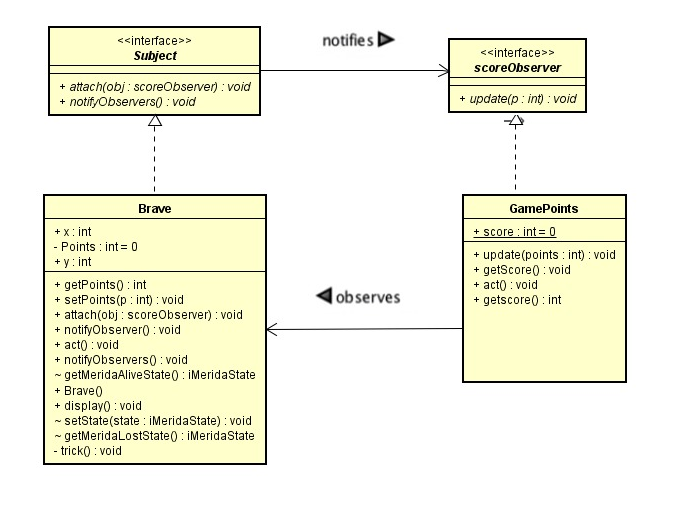 <<interface>>
Subject
+ attach(obj : scoreObserver) : void
+ notifyObservers() : void
notifies
<<interface>>
scoreObserver
+ update(p : int) : void
Brave
+ x : int
- Points : int = 0
+ y : int
+ getPoints() : int
+ setPoints(p : int) : void
+ attach(obj : scoreObserver) : void
+ notifyObserver() : void
+ act() : void
+ notifyObservers() : void
~ getMeridaAliveState() : iMeridaState
+ Brave()
+ display() : void
~ setState(state : iMeridaState) : void
~ getMeridaLostState() : iMeridaState
- trick() : void
observes
GamePoints
+ score : int = 0
+ update(points : int) : void
+ getScore() : void
+ act() : void
+ getscore() : int